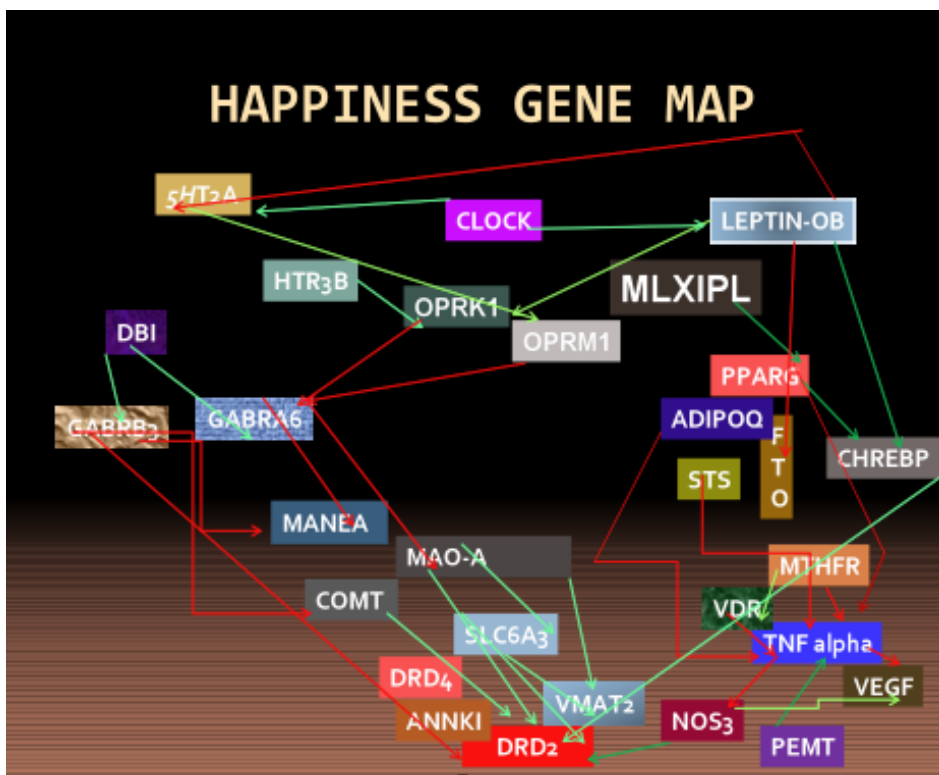 HAPPINESS GENE MAP
5HT2A
CLOCK
LEPTIN-OB
HTR3B
MLXIPL
OPRK1
DBI
OPRM1
PPARG
GABRB3
GABRA6
ADIPOQ
FTO
CHREBP
STS
MANEA
MAO-A
MTHFR
COMT
VDR
SLC6A3
TNF alpha
DRD4
VEGF
VMAT2
ANNKI
NOS3
DRD2
PEMT